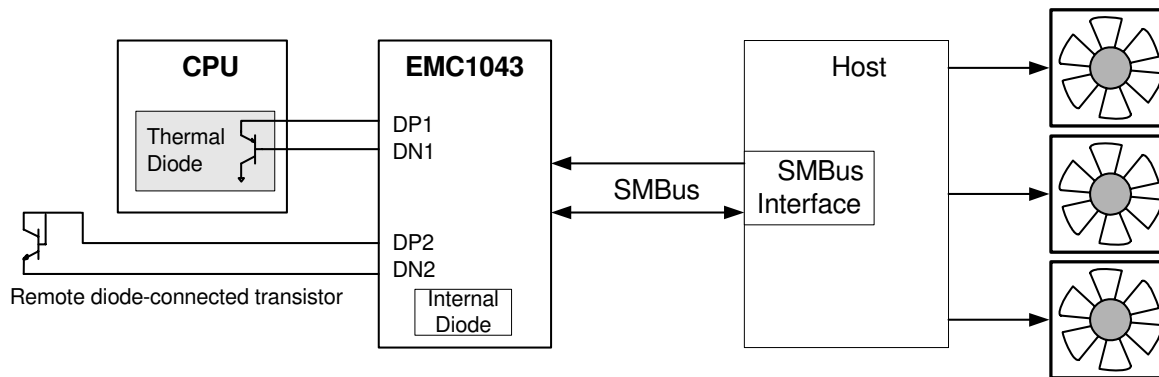 CPU
EMC1043
Host
Thermal
Diode
DP1
DN1
SMBus
SMBus
Interface
DP2
DN2
Remote diode-connected transistor
Internal
Diode